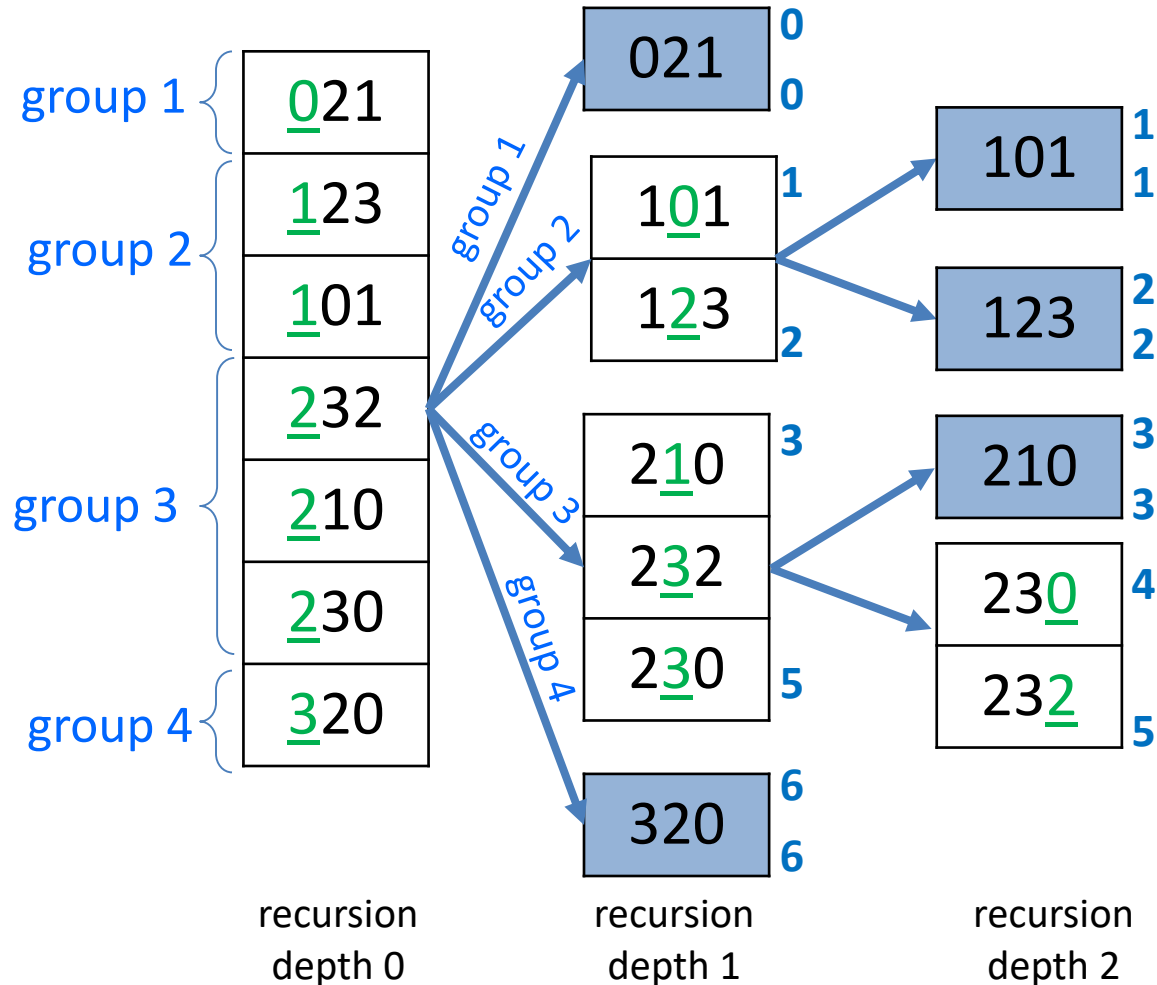 group 1
group 2
group 3
group 4
021
123
101
232
210
230
320
recursion
depth 0
group 1
group 2
group 3
group 4
021
0
0
101
123
1
2
210
232
230
3
5
320
6
6
recursion
depth 1
101
1
1
123
2
2
210
3
3
230
232
4
5
recursion
depth 2